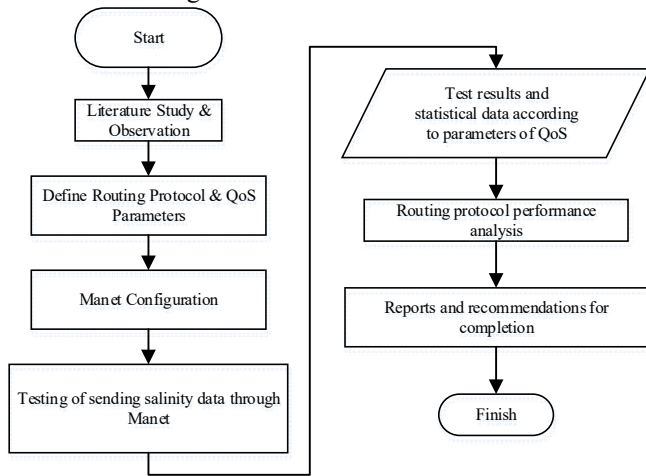 Start
Literature Study &
Observation
Define Routing Protocol & QoS
Parameters
Manet Configuration
Testing of sending salinity data through
Manet
Test results and
statistical data according
to parameters of QoS
Routing protocol performance
analysis
Reports and recommendations for
completion
Finish